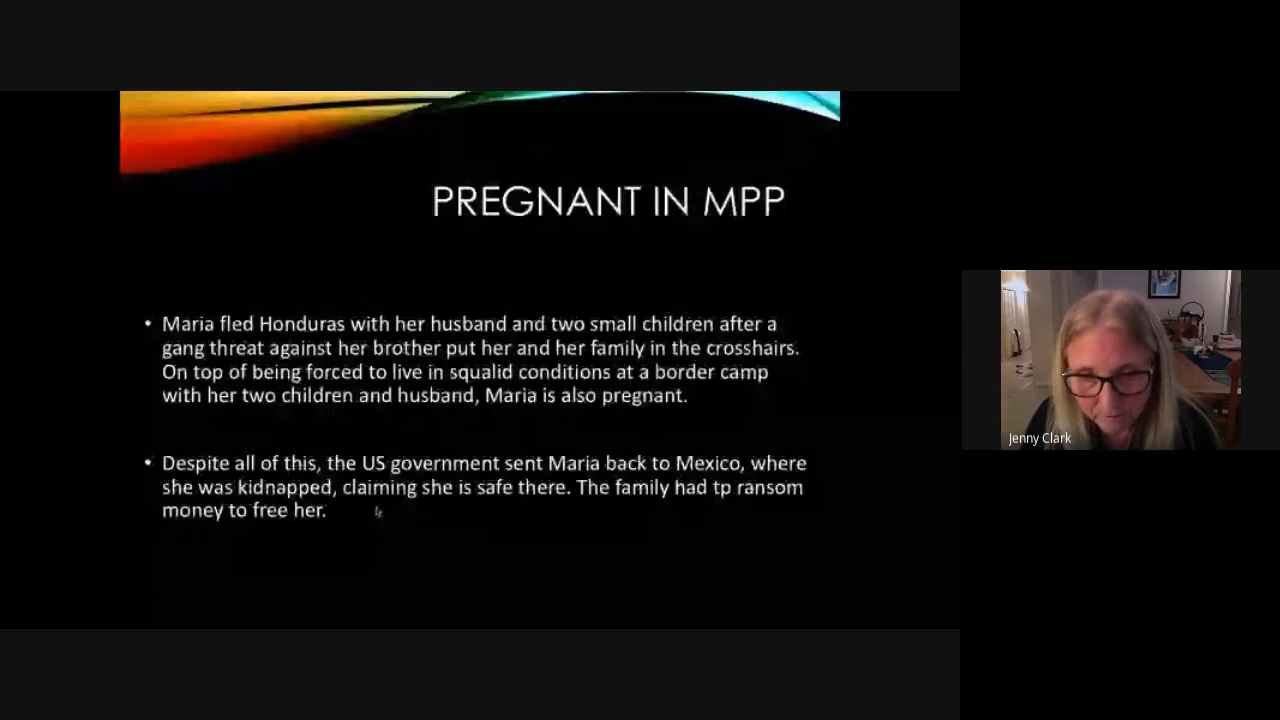 PREGNANT IN MPP
• Maria fled Honduras with her husband and two small children after a
gang threat against her brother put her and her family in the crosshairs.
On top of being forced to live in squalid conditions at a border camp
with her two children and husband, Maria is also pregnant.
• Despite all of this, the US government sent Maria back to Mexico, where
she was kidnapped, claiming she is safe there. The family had tp ransom
money to free her.
Jenny Clark